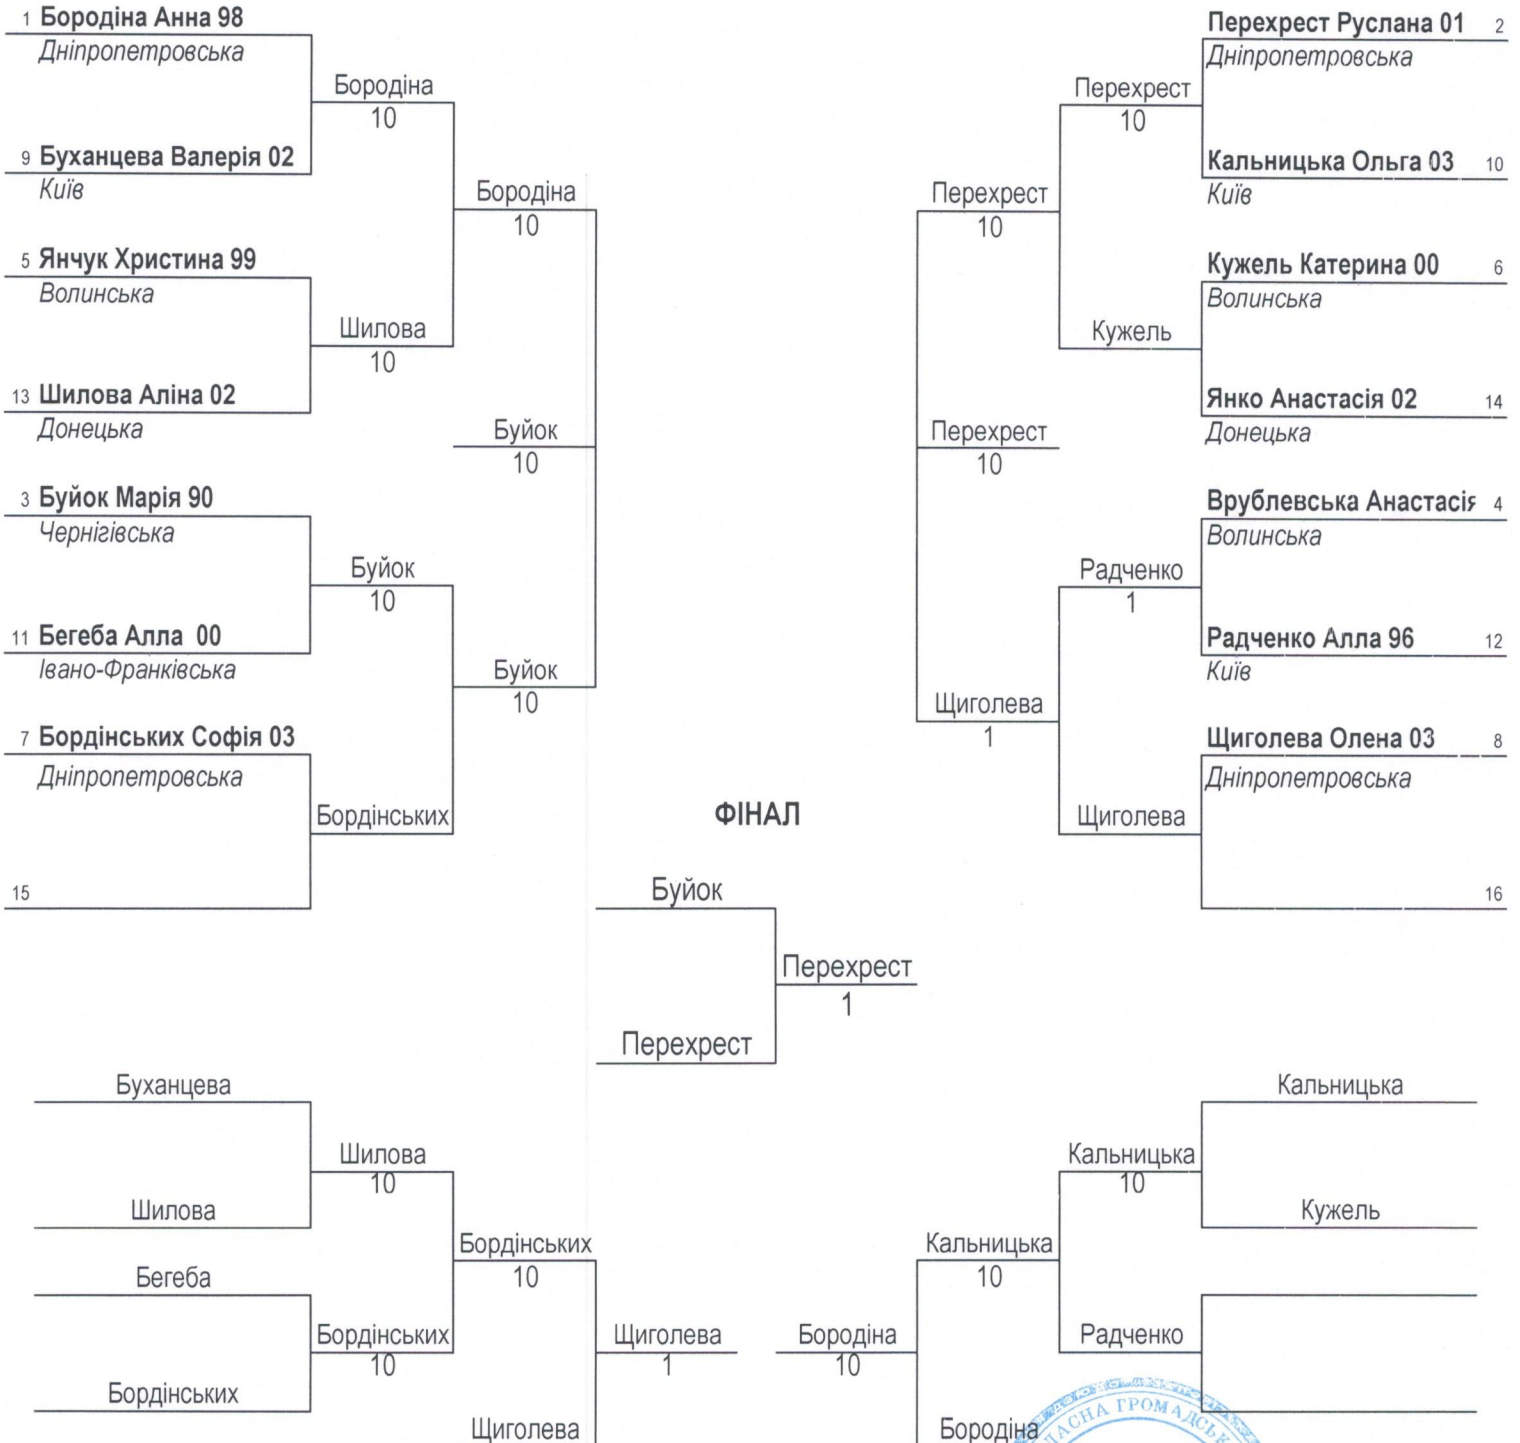 1 Бородіна Анна 98
Дніпропетровська
Бородіна
10
9 Буханцева Валерія 02
Київ
Бородіна
10
5 Янчук Христина 99
Волинська
Шилова
10
13 Шилова Аліна 02
Донецька
Буйок
10
3 Буйок Марія 90
Чернігівська
Буйок
10
11 Бегеба Алла 00
Івано-Франківська
Буйок
10
7 Бордінських Софія 03
Дніпропетровська
Бордінських
15
Перехрест Руслана 01 2
Дніпропетровська
Перехрест
10
Кальницька Ольга 03 10
Київ
Перехрест
10
Кужель Катерина 00 6
Волинська
Кужель
Янко Анастасія 02 14
Донецька
Перехрест
10
Врублевська Анастасія 4
Волинська
Радченко
1
Радченко Алла 96 12
Київ
Щиголева
1
Щиголева Олена 03 8
Дніпропетровська
Щиголева
16
ФІНАЛ
Буйок
Перехрест
1
Перехрест
Буханцева
Шилова
10
Шилова
Бордінських
10
Бегеба
Бордінських
10
Бордінських
Щиголева
1
Щиголева
Кальницька
Кальницька
10
Кужель
Кальницька
10
Радченко
Бородіна
10
Бородіна